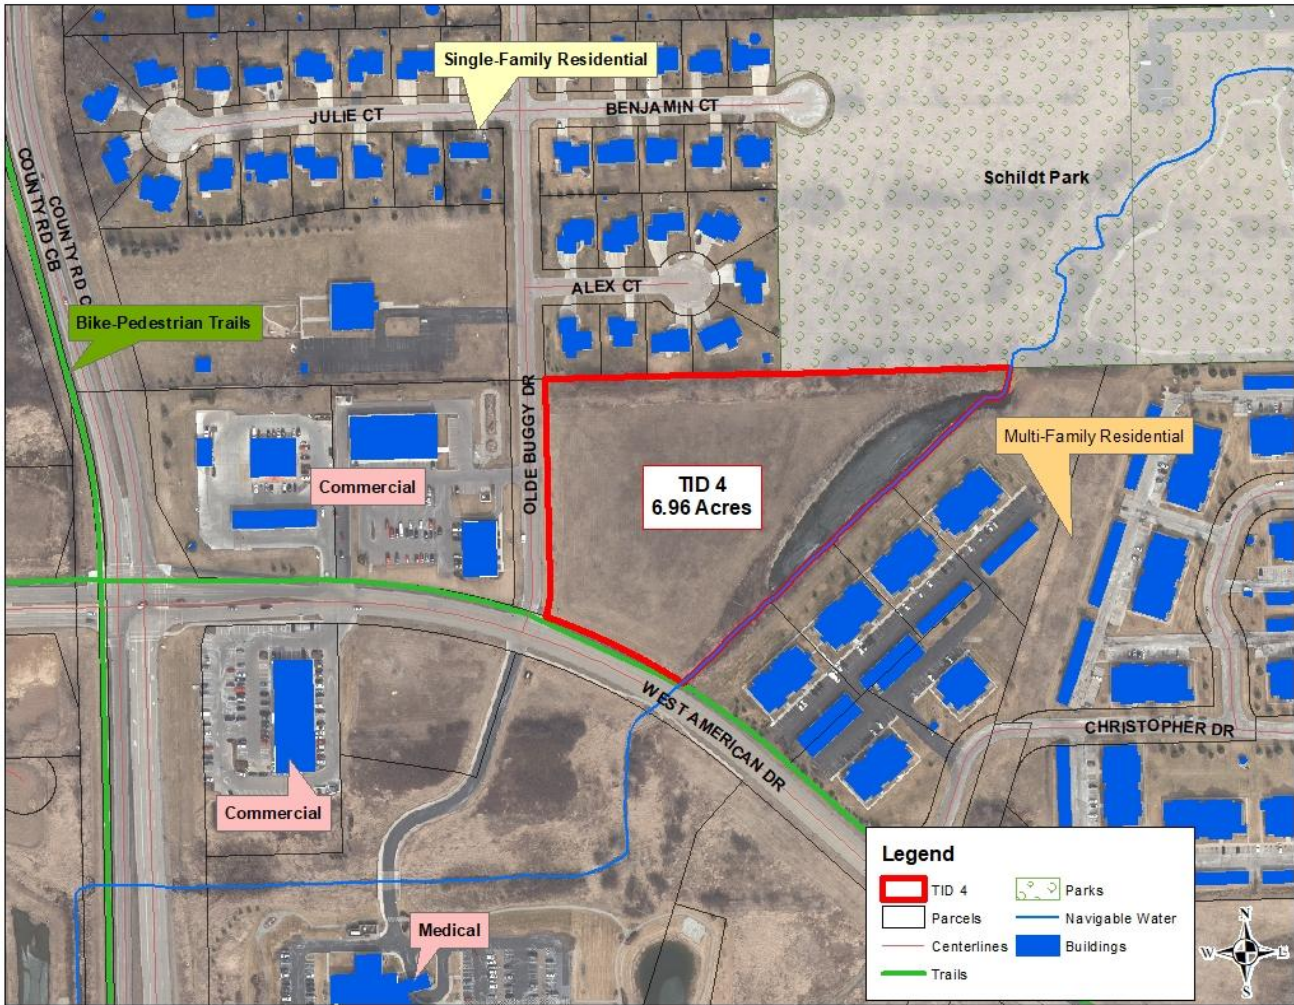 Single-Family Residential
JULIE CT
BENJAMIN CT
Schildt Park
COUNTY RD CB
COUNTY RD C
ALEX CT
Bike-Pedestrian Trails
OLDE BUGGY DR
Multi-Family Residential
Commercial
TID 4
6.96 Acres
WEST AMERICAN DR
CHRISTOPHER DR
Commercial
Medical
Legend
TID 4
Parks
Parcels
Navigable Water
Centerlines
Buildings
Trails
N
W
E
S